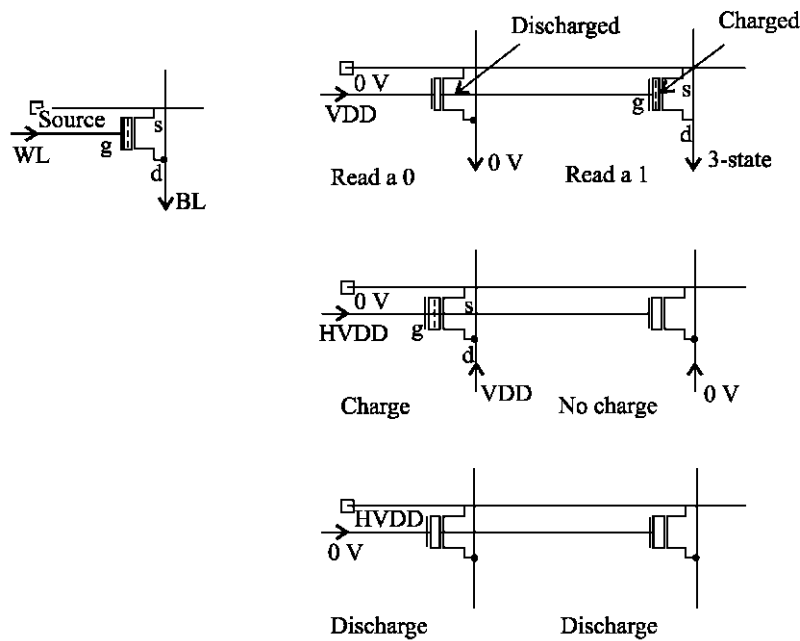 Source
s
g
WL
d
BL
Discharged
Charged
0 V
VDD
g
s
d
0 V
3-state
Read a 0
Read a 1
0 V
s
HVDD
g
d
VDD
0 V
Charge
No charge
HVDD
0 V
Discharge
Discharge